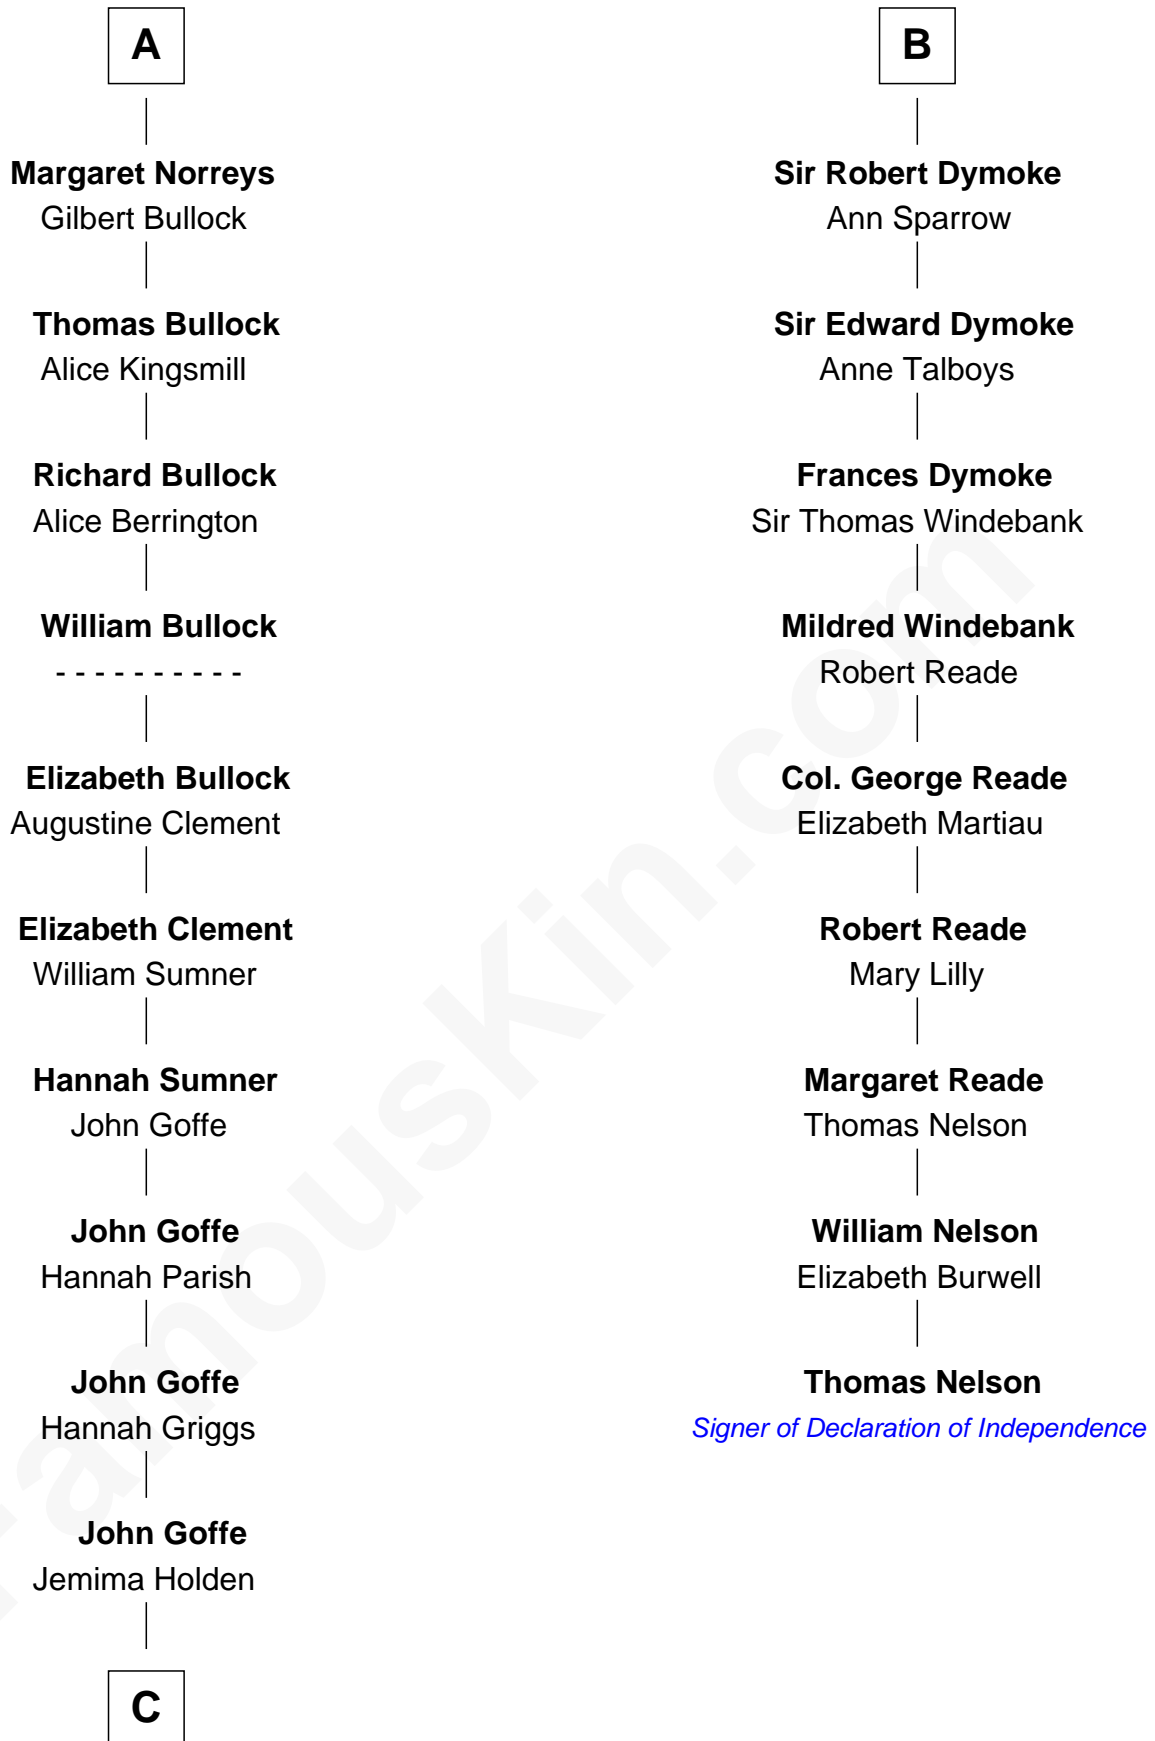 A
Margaret Norreys
Gilbert Bullock
Thomas Bullock
Alice Kingsmill
Richard Bullock
Alice Berrington
William Bullock
- - - - - - - - - -
Elizabeth Bullock
Augustine Clement
Elizabeth Clement
William Sumner
Hannah Sumner
John Goffe
John Goffe
Hannah Parish
John Goffe
Hannah Griggs
John Goffe
Jemima Holden
C
B
Sir Robert Dymoke
Ann Sparrow
Sir Edward Dymoke
Anne Talboys
Frances Dymoke
Sir Thomas Windebank
Mildred Windebank
Robert Reade
Col. George Reade
Elizabeth Martiau
Robert Reade
Mary Lilly
Margaret Reade
Thomas Nelson
William Nelson
Elizabeth Burwell
Thomas Nelson
Signer of Declaration of Independence
FamousKin.com